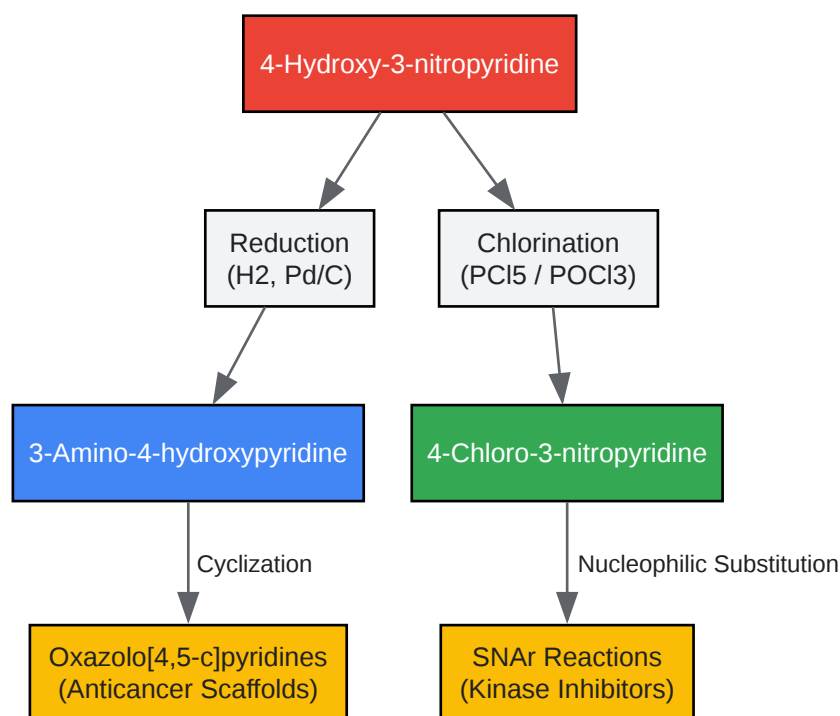 4-Hydroxy-3-nitropyridine
Reduction
(H2, Pd/C)
Chlorination
(PCl5 / POCl3)
3-Amino-4-hydroxypyridine
4-Chloro-3-nitropyridine
Cyclization
Nucleophilic Substitution
Oxazolo[4,5-c]pyridines
(Anticancer Scaffolds)
SNAr Reactions
(Kinase Inhibitors)